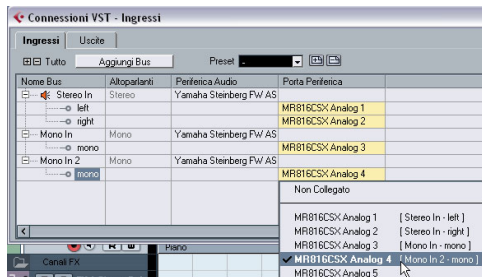 Connessioni VST - Ingressi
Ingressi Uscite
Tutto Aggiungi Bus Preset -
Nome Bus Altoparlanti Periferica Audio Porta Periferica
Stereo In Stereo Yamaha Steinberg FW AS
left MR816CSX Analog 1
right MR816CSX Analog 2
Mono In Mono Yamaha Steinberg FW AS
mono MR816CSX Analog 3
Mono In 2 Mono Yamaha Steinberg FW AS
mono MR816CSX Analog 4
Non Collegato
MR816CSX Analog 1 [ Stereo In - left ]
MR816CSX Analog 2 [ Stereo In - right ]
MR816CSX Analog 3 [ Mono In - mono ]
MR816CSX Analog 4 [ Mono In 2 - mono ]
MR816CSX Analog 5
R W Piano
Canali FX